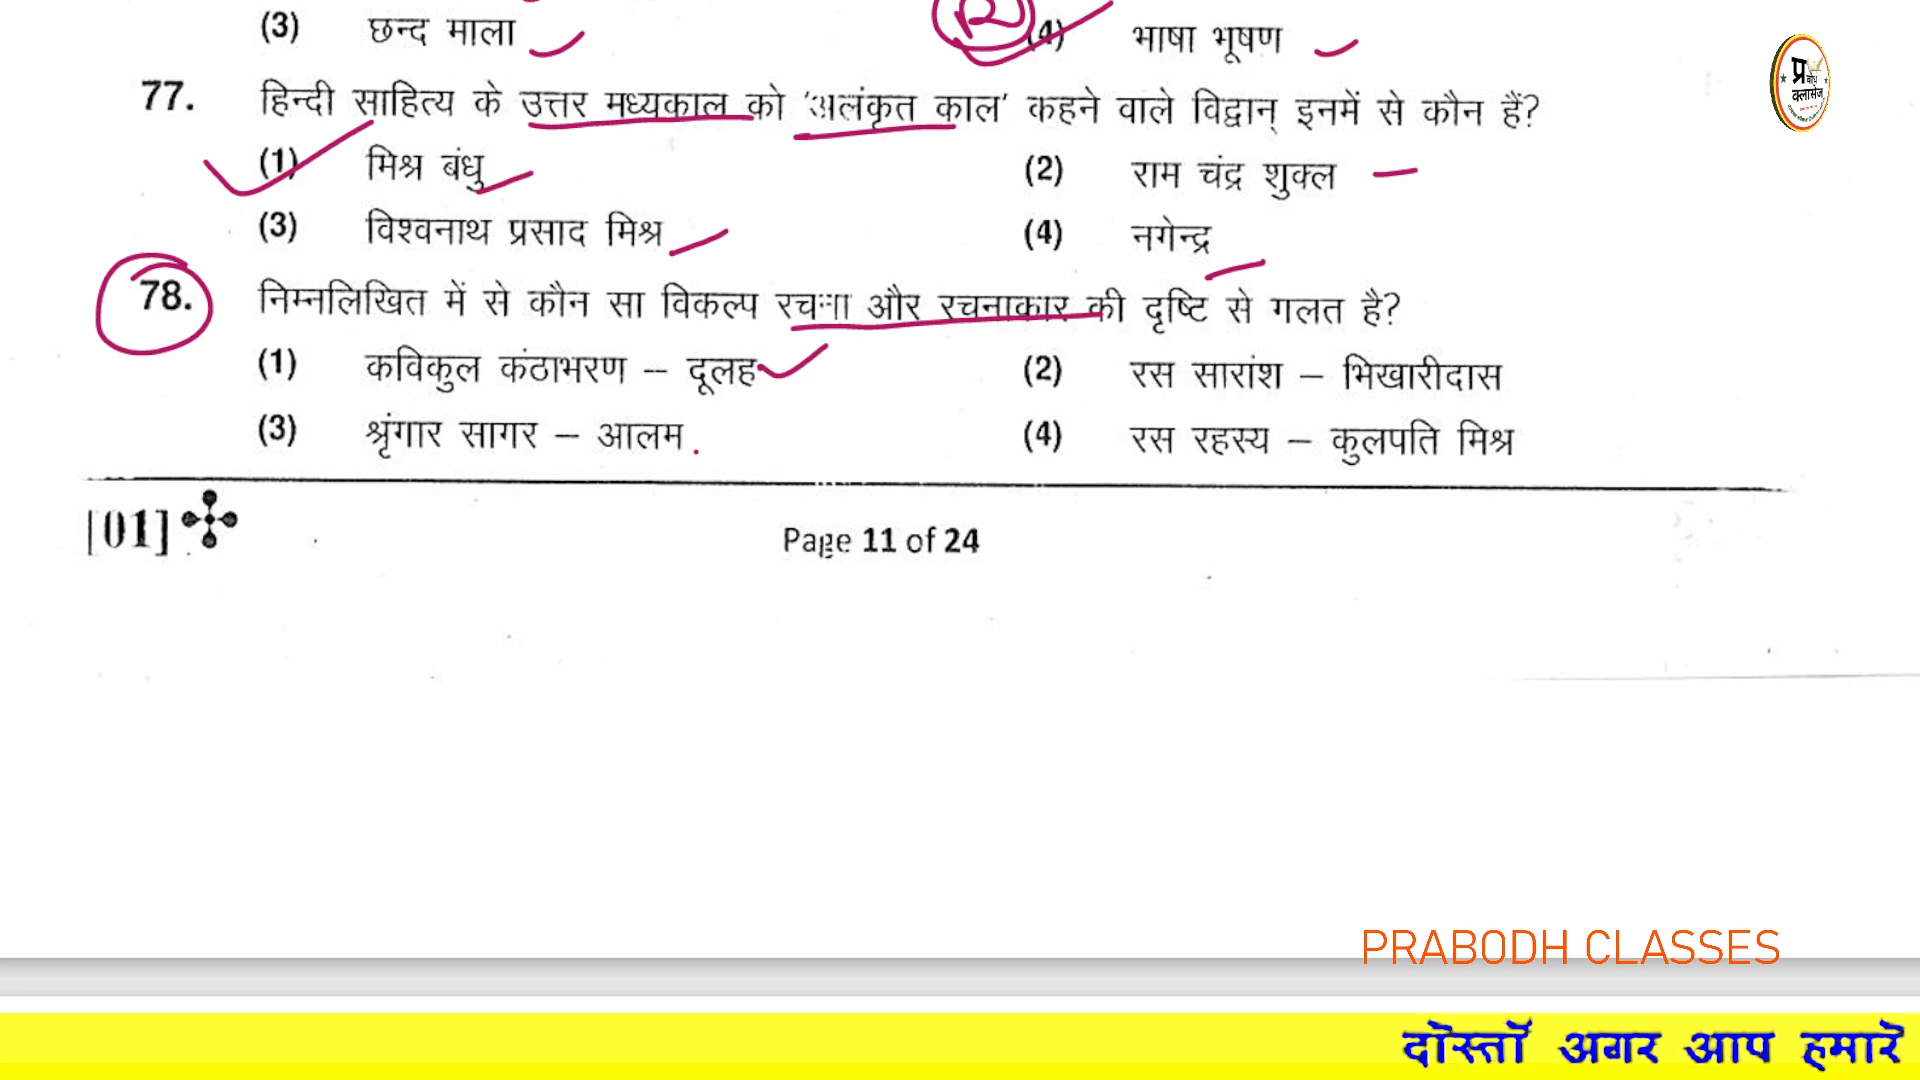 (3) छन्द माला (4) भाषा भूषण
77. हिन्दी साहित्य के उत्तर मध्यकाल को 'अलंकृत काल' कहने वाले विद्वान् इनमें से कौन हैं?
(1) मिश्र बंधु (2) राम चंद्र शुक्ल
(3) विश्वनाथ प्रसाद मिश्र (4) नगेन्द्र
78. निम्नलिखित में से कौन सा विकल्प रचना और रचनाकार की दृष्टि से गलत है?
(1) कविकुल कंठाभरण – दूलह (2) रस सारांश – भिखारीदास
(3) श्रृंगार सागर – आलम (4) रस रहस्य – कुलपति मिश्र
[01] Page 11 of 24
प्रबोध
क्लासेज
PRABODH CLASSES
दोस्तों अगर आप हमारे